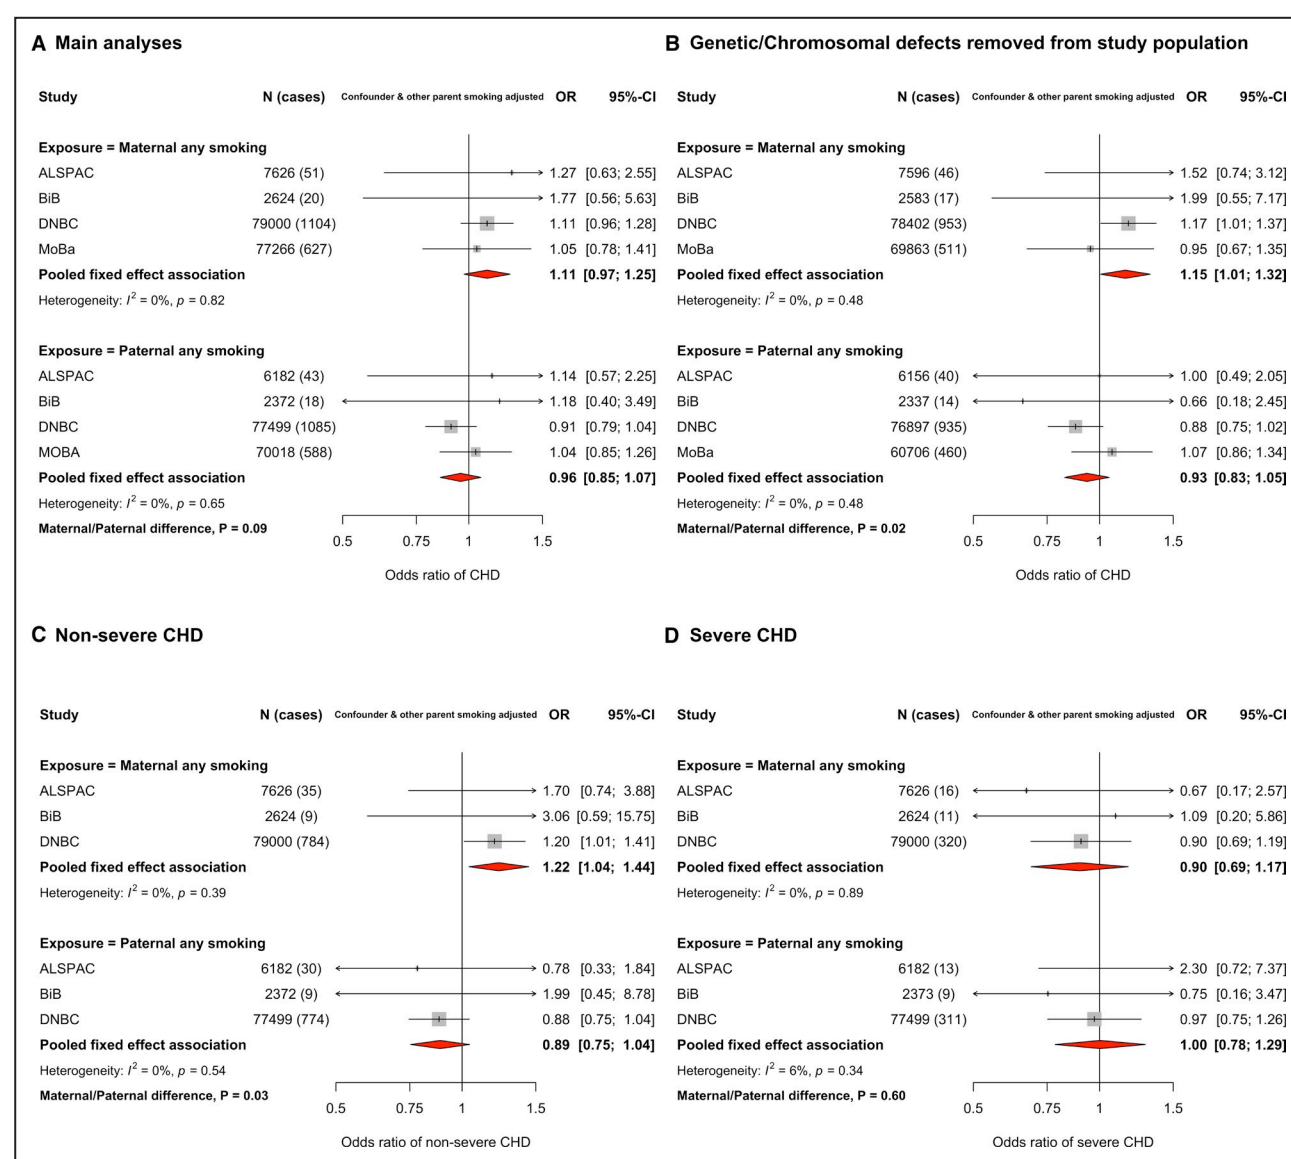 A Main analyses
Study N (cases) Confounder & other parent smoking adjusted OR 95%-CI
Exposure = Maternal any smoking
ALSPAC 7626 (51) 1.27 [0.63; 2.55]
BiB 2624 (20) 1.77 [0.56; 5.63]
DNBC 79000 (1104) 1.11 [0.96; 1.28]
MoBa 77266 (627) 1.05 [0.78; 1.41]
Pooled fixed effect association 1.11 [0.97; 1.25]
Heterogeneity: I² = 0%, p = 0.82
Exposure = Paternal any smoking
ALSPAC 6182 (43) 1.14 [0.57; 2.25]
BiB 2372 (18) 1.18 [0.40; 3.49]
DNBC 77499 (1085) 0.91 [0.79; 1.04]
MOBA 70018 (588) 1.04 [0.85; 1.26]
Pooled fixed effect association 0.96 [0.85; 1.07]
Heterogeneity: I² = 0%, p = 0.65
Maternal/Paternal difference, P = 0.09
0.5 0.75 1 1.5
Odds ratio of CHD
B Genetic/Chromosomal defects removed from study population
Study N (cases) Confounder & other parent smoking adjusted OR 95%-CI
Exposure = Maternal any smoking
ALSPAC 7596 (46) 1.52 [0.74; 3.12]
BiB 2583 (17) 1.99 [0.55; 7.17]
DNBC 78402 (953) 1.17 [1.01; 1.37]
MoBa 69863 (511) 0.95 [0.67; 1.35]
Pooled fixed effect association 1.15 [1.01; 1.32]
Heterogeneity: I² = 0%, p = 0.48
Exposure = Paternal any smoking
ALSPAC 6156 (40) 1.00 [0.49; 2.05]
BiB 2337 (14) 0.66 [0.18; 2.45]
DNBC 76897 (935) 0.88 [0.75; 1.02]
MoBa 60706 (460) 1.07 [0.86; 1.34]
Pooled fixed effect association 0.93 [0.83; 1.05]
Heterogeneity: I² = 0%, p = 0.48
Maternal/Paternal difference, P = 0.02
0.5 0.75 1 1.5
Odds ratio of CHD
C Non-severe CHD
Study N (cases) Confounder & other parent smoking adjusted OR 95%-CI
Exposure = Maternal any smoking
ALSPAC 7626 (35) 1.70 [0.74; 3.88]
BiB 2624 (9) 3.06 [0.59; 15.75]
DNBC 79000 (784) 1.20 [1.01; 1.41]
Pooled fixed effect association 1.22 [1.04; 1.44]
Heterogeneity: I² = 0%, p = 0.39
Exposure = Paternal any smoking
ALSPAC 6182 (30) 0.78 [0.33; 1.84]
BiB 2372 (9) 1.99 [0.45; 8.78]
DNBC 77499 (774) 0.88 [0.75; 1.04]
Pooled fixed effect association 0.89 [0.75; 1.04]
Heterogeneity: I² = 0%, p = 0.54
Maternal/Paternal difference, P = 0.03
0.5 0.75 1 1.5
Odds ratio of non-severe CHD
D Severe CHD
Study N (cases) Confounder & other parent smoking adjusted OR 95%-CI
Exposure = Maternal any smoking
ALSPAC 7626 (16) 0.67 [0.17; 2.57]
BiB 2624 (11) 1.09 [0.20; 5.86]
DNBC 79000 (320) 0.90 [0.69; 1.19]
Pooled fixed effect association 0.90 [0.69; 1.17]
Heterogeneity: I² = 0%, p = 0.89
Exposure = Paternal any smoking
ALSPAC 6182 (13) 2.30 [0.72; 7.37]
BiB 2373 (9) 0.75 [0.16; 3.47]
DNBC 77499 (311) 0.97 [0.75; 1.26]
Pooled fixed effect association 1.00 [0.78; 1.29]
Heterogeneity: I² = 6%, p = 0.34
Maternal/Paternal difference, P = 0.60
0.5 0.75 1 1.5
Odds ratio of severe CHD